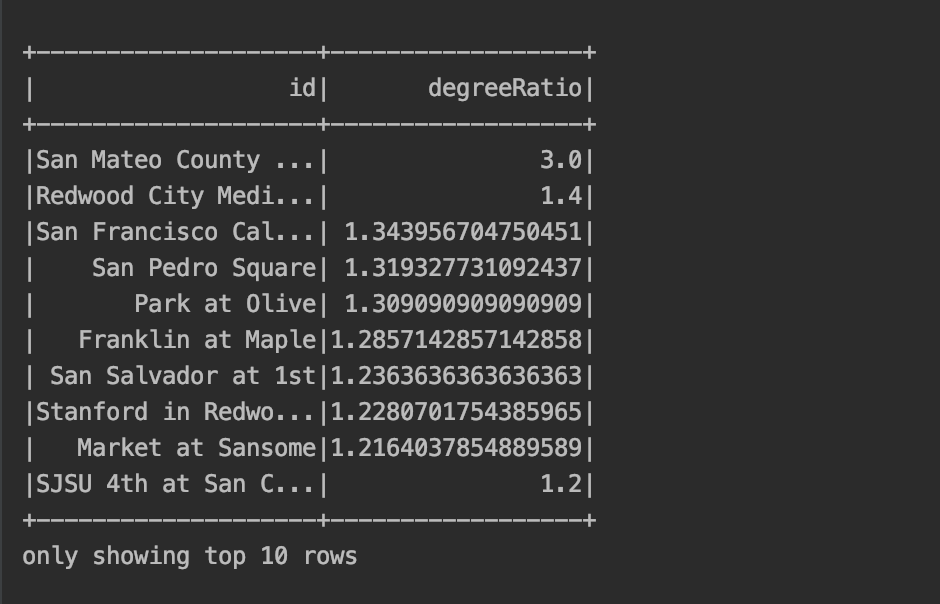 +--------------------+------------------+
|                  id|       degreeRatio|
+--------------------+------------------+
|San Mateo County ...|               3.0|
|Redwood City Medi...|               1.4|
|San Francisco Cal...| 1.343956704750451|
|    San Pedro Square| 1.319327731092437|
|       Park at Olive| 1.309090909090909|
|   Franklin at Maple|1.2857142857142858|
| San Salvador at 1st|1.2363636363636363|
|Stanford in Redwo...|1.2280701754385965|
|   Market at Sansome|1.2164037854889589|
|SJSU 4th at San C...|               1.2|
+--------------------+------------------+
only showing top 10 rows